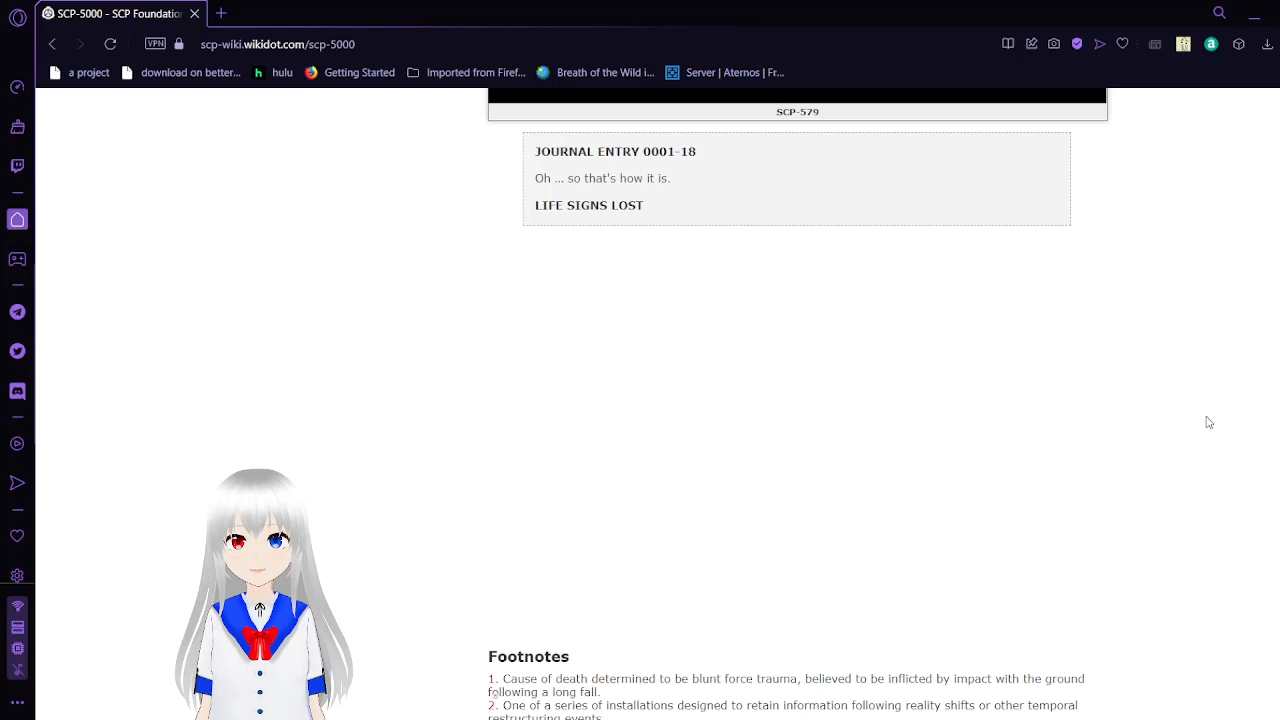 SCP-5000 - SCP Foundation
VPN
scp-wiki.wikidot.com/scp-5000
a project
download on better...
hulu
Getting Started
Imported from Firef...
Breath of the Wild i...
Server | Aternos | Fr...
SCP-579
JOURNAL ENTRY 0001-18
Oh … so that's how it is.
LIFE SIGNS LOST
Footnotes
1. Cause of death determined to be blunt force trauma, believed to be inflicted by impact with the ground
following a long fall.
2. One of a series of installations designed to retain information following reality shifts or other temporal
restructuring events.